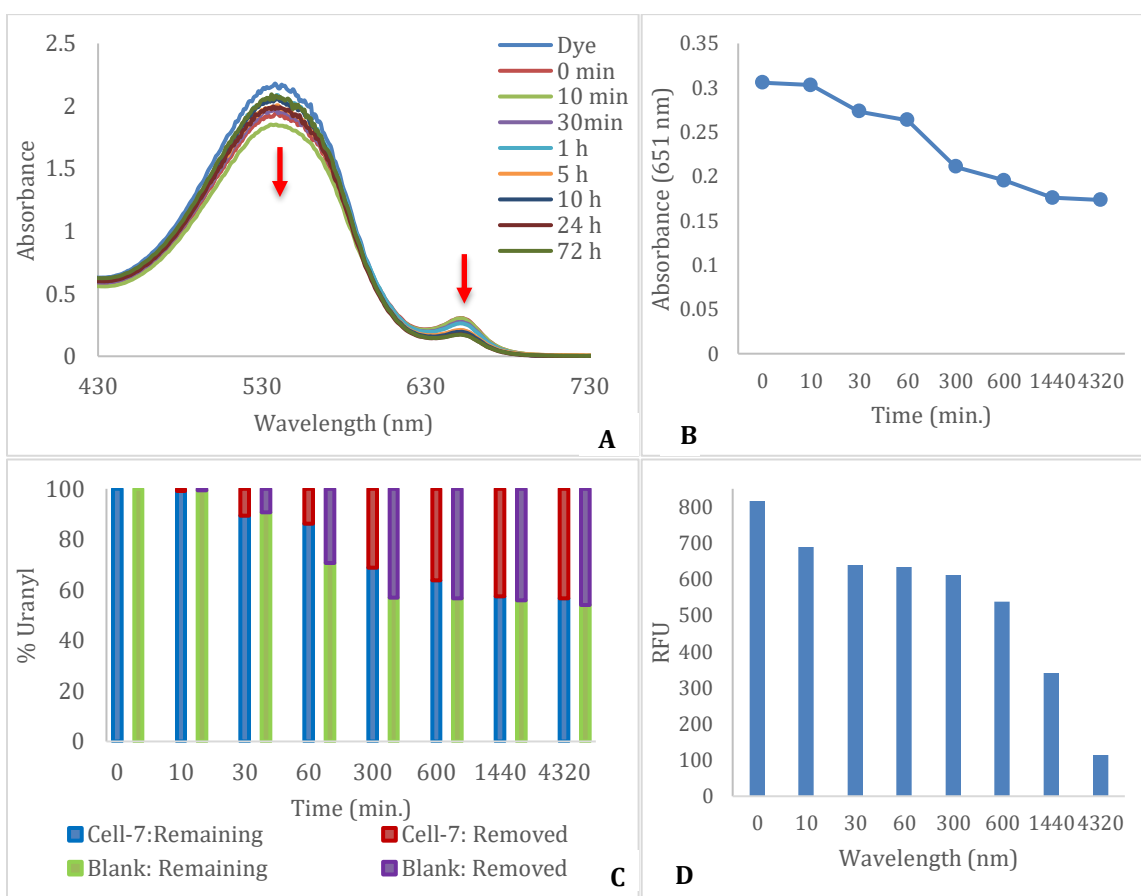 2.5
2
1.5
1
0.5
0
Absorbance
430
530
630
730
Wavelength (nm)
Dye
0 min
10 min
30min
1 h
5 h
10 h
24 h
72 h
A
0.35
0.3
0.25
0.2
0.15
0.1
0.05
0
Absorbance (651 nm)
0 10 30 60 300 600 1440 4320
Time (min.)
B
100
80
60
40
20
0
% Uranyl
0 10 30 60 300 600 1440 4320
Time (min.)
Cell-7:Remaining
Cell-7: Removed
Blank: Remaining
Blank: Removed
C
800
700
600
500
400
300
200
100
0
RFU
0 10 30 60 300 600 1440 4320
Wavelength (nm)
D